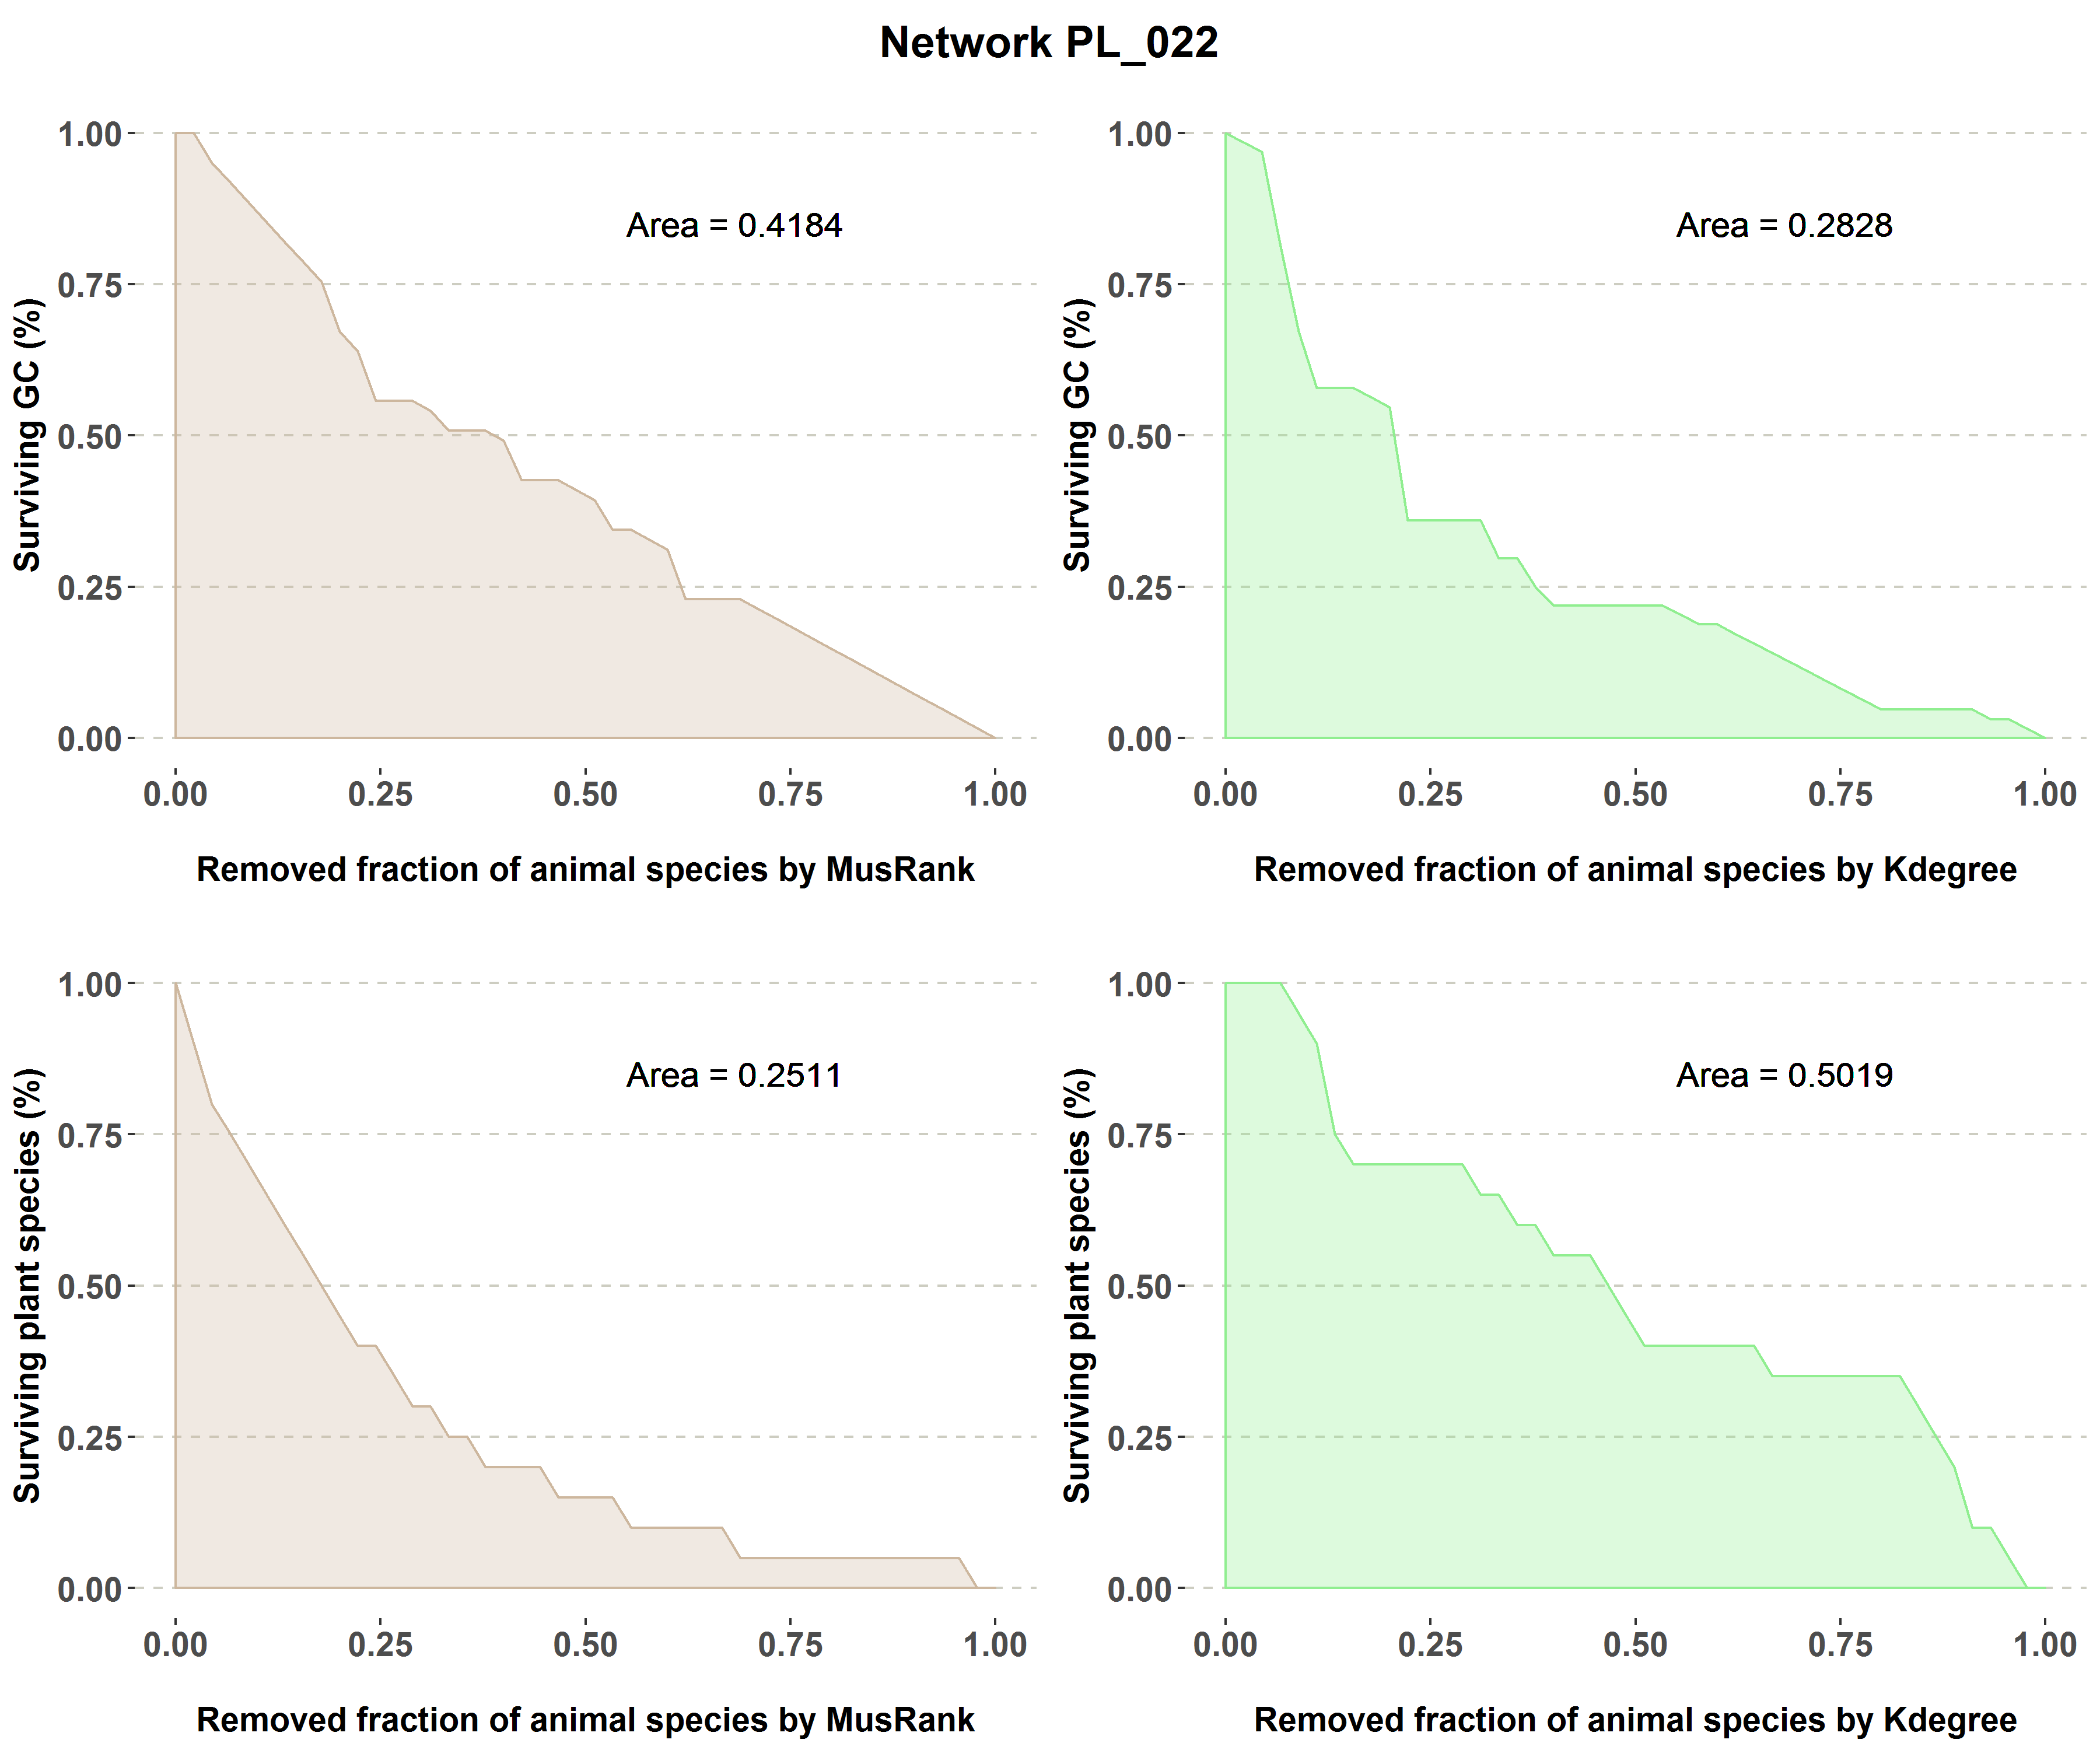 Network PL_022
Surviving GC (%)
1.00
0.75
0.50
0.25
0.00
Area = 0.4184
0.00 0.25 0.50 0.75 1.00
Removed fraction of animal species by MusRank
Surviving GC (%)
1.00
0.75
0.50
0.25
0.00
Area = 0.2828
0.00 0.25 0.50 0.75 1.00
Removed fraction of animal species by Kdegree
Surviving plant species (%)
1.00
0.75
0.50
0.25
0.00
Area = 0.2511
0.00 0.25 0.50 0.75 1.00
Removed fraction of animal species by MusRank
Surviving plant species (%)
1.00
0.75
0.50
0.25
0.00
Area = 0.5019
0.00 0.25 0.50 0.75 1.00
Removed fraction of animal species by Kdegree